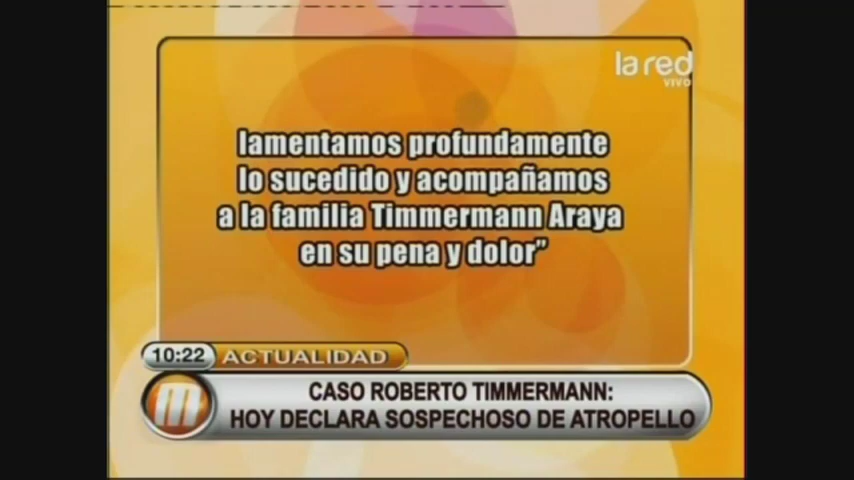 la red
VIVO
lamentamos profundamente
lo sucedido y acompañamos
a la familia Timmermann Araya
en su pena y dolor”
10:22 ACTUALIDAD
m
CASO ROBERTO TIMMERMANN:
HOY DECLARA SOSPECHOSO DE ATROPELLO